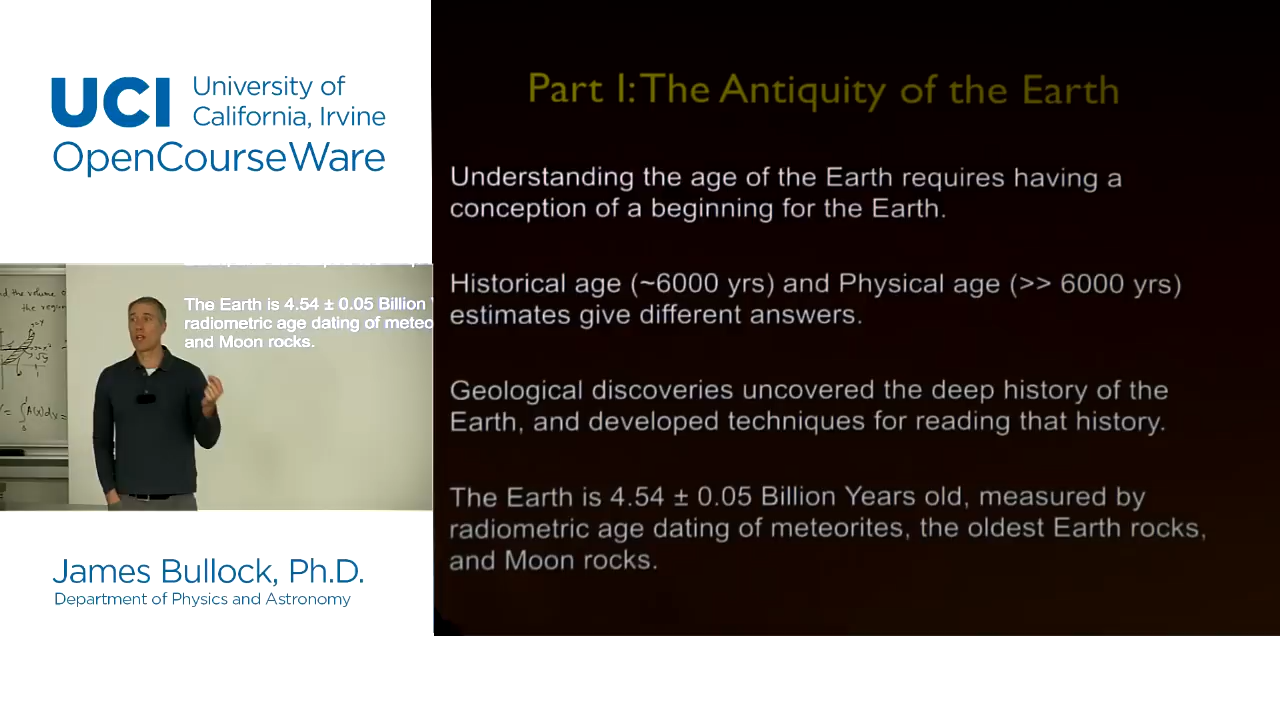 UCI University of
California, Irvine
OpenCourseWare
Part I: The Antiquity of the Earth
Understanding the age of the Earth requires having a
conception of a beginning for the Earth.
Historical age (~6000 yrs) and Physical age (>> 6000 yrs)
estimates give different answers.
Geological discoveries uncovered the deep history of the
Earth, and developed techniques for reading that history.
The Earth is 4.54 ± 0.05 Billion Years old, measured by
radiometric age dating of meteorites, the oldest Earth rocks,
and Moon rocks.
The Earth is 4.54 ± 0.05 Billion
radiometric age dating of meteo
and Moon rocks.
the volume
the
James Bullock, Ph.D.
Department of Physics and Astronomy